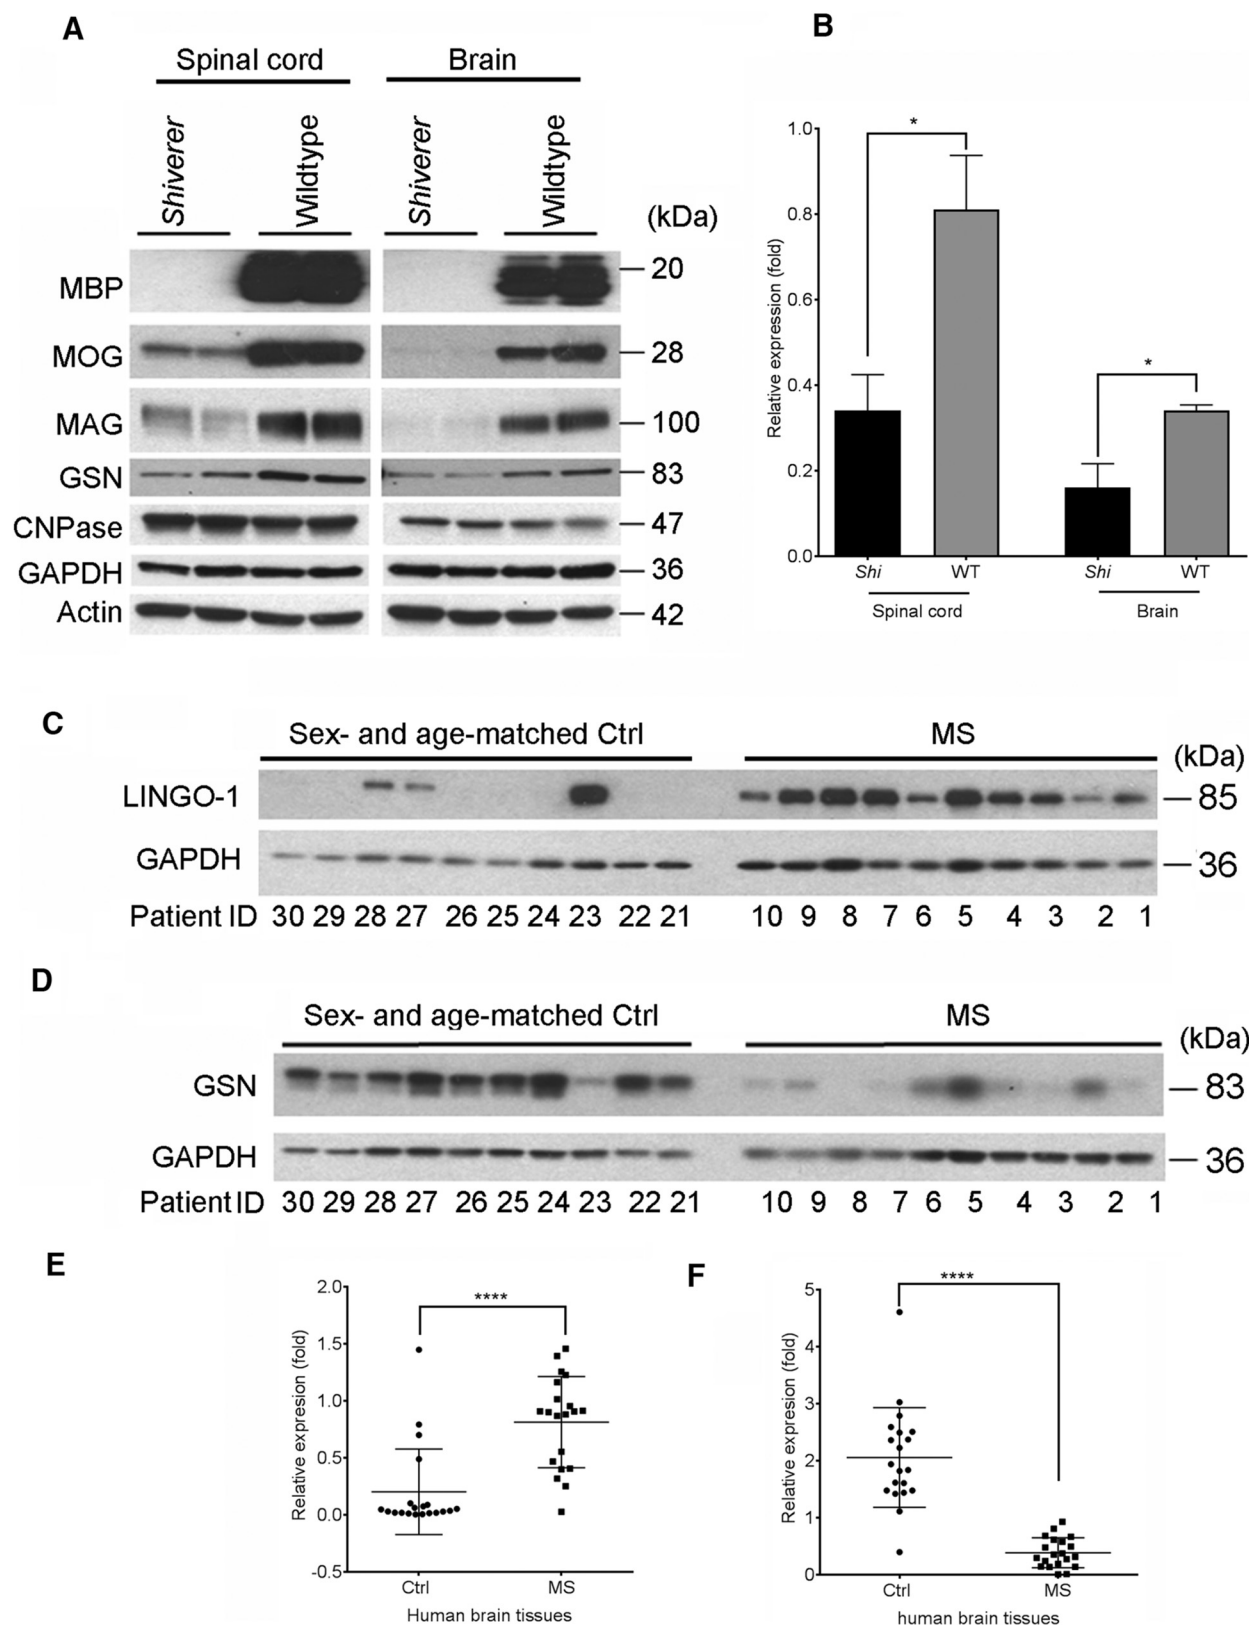 A
Spinal cord Brain
Shiverer Wildtype Shiverer Wildtype
(kDa)
MBP 20
MOG 28
MAG 100
GSN 83
CNPase 47
GAPDH 36
Actin 42
B
Relative expression (fold)
1.0
0.8
0.6
0.4
0.2
0.0
* *
Shi WT Shi WT
Spinal cord Brain
C
Sex- and age-matched Ctrl MS
(kDa)
LINGO-1 85
GAPDH 36
Patient ID 30 29 28 27 26 25 24 23 22 21 10 9 8 7 6 5 4 3 2 1
D
Sex- and age-matched Ctrl MS
(kDa)
GSN 83
GAPDH 36
Patient ID 30 29 28 27 26 25 24 23 22 21 10 9 8 7 6 5 4 3 2 1
E
Relative expresion (fold)
2.0
1.5
1.0
0.5
0.0
-0.5
****
Ctrl MS
Human brain tissues
F
Relative expresion (fold)
5
4
3
2
1
0
****
Ctrl MS
human brain tissues